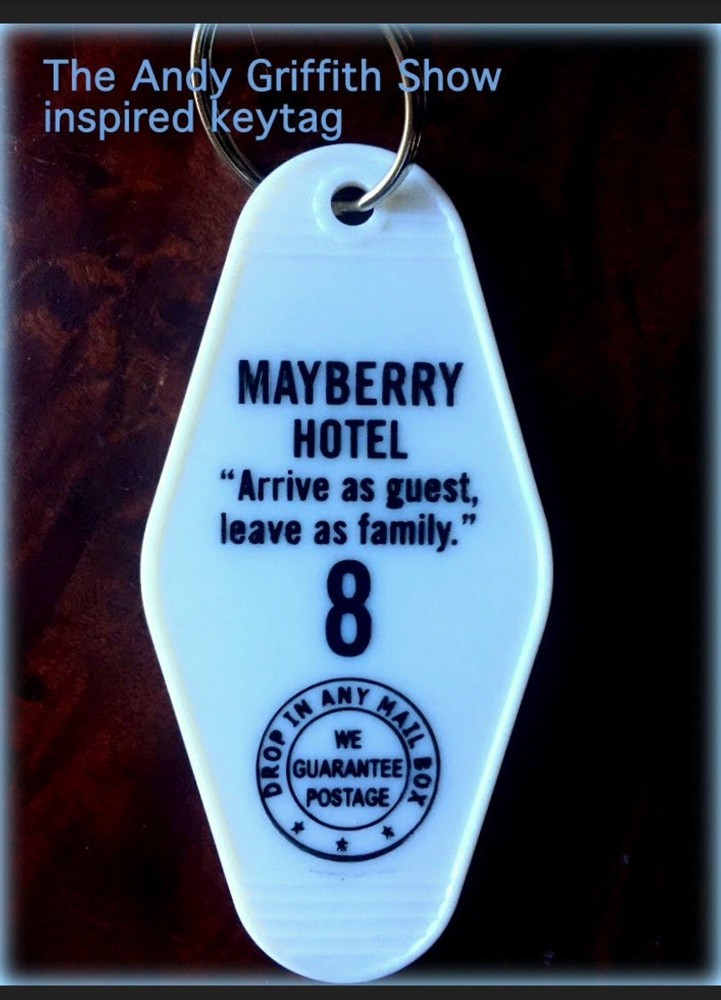 The Andy Griffith Show
inspired keytag
MAYBERRY
HOTEL
“Arrive as guest,
leave as family.”
8
DROP IN ANY MAIL BOX
WE
GUARANTEE
POSTAGE